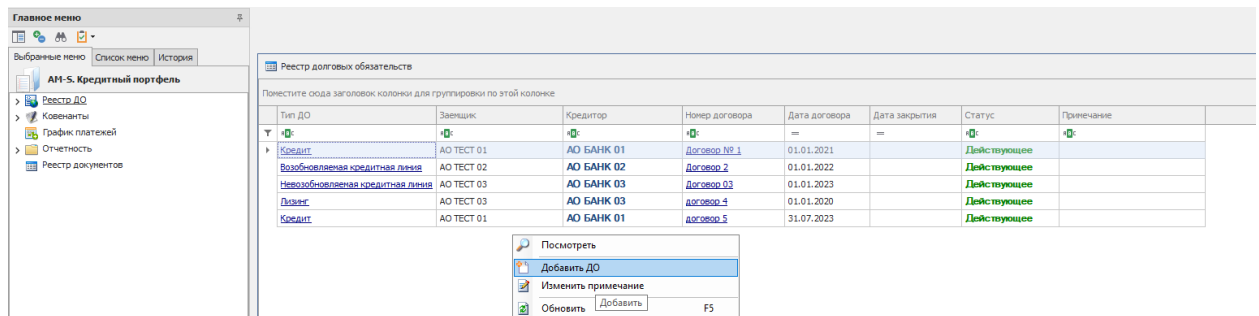 Главное меню
Выбранные меню Список меню История
AM-S. Кредитный портфель
Реестр ДО
Ковенанты
График платежей
Отчетность
Реестр документов
Реестр долговых обязательств
Поместите сюда заголовок колонки для группировки по этой колонке
Тип ДО Заемщик Кредитор Номер договора Дата договора Дата закрытия Статус Примечание
Кредит АО ТЕСТ 01 АО БАНК 01 Договор № 1 01.01.2021 Действующее
Возобновляемая кредитная линия АО ТЕСТ 02 АО БАНК 02 Договор 2 01.01.2022 Действующее
Невозобновляемая кредитная линия АО ТЕСТ 03 АО БАНК 03 Договор 03 01.01.2023 Действующее
Лизинг АО ТЕСТ 03 АО БАНК 03 договор 4 01.01.2020 Действующее
Кредит АО ТЕСТ 01 АО БАНК 01 договор 5 31.07.2023 Действующее
Посмотреть
Добавить ДО
Изменить примечание
Добавить
Обновить F5